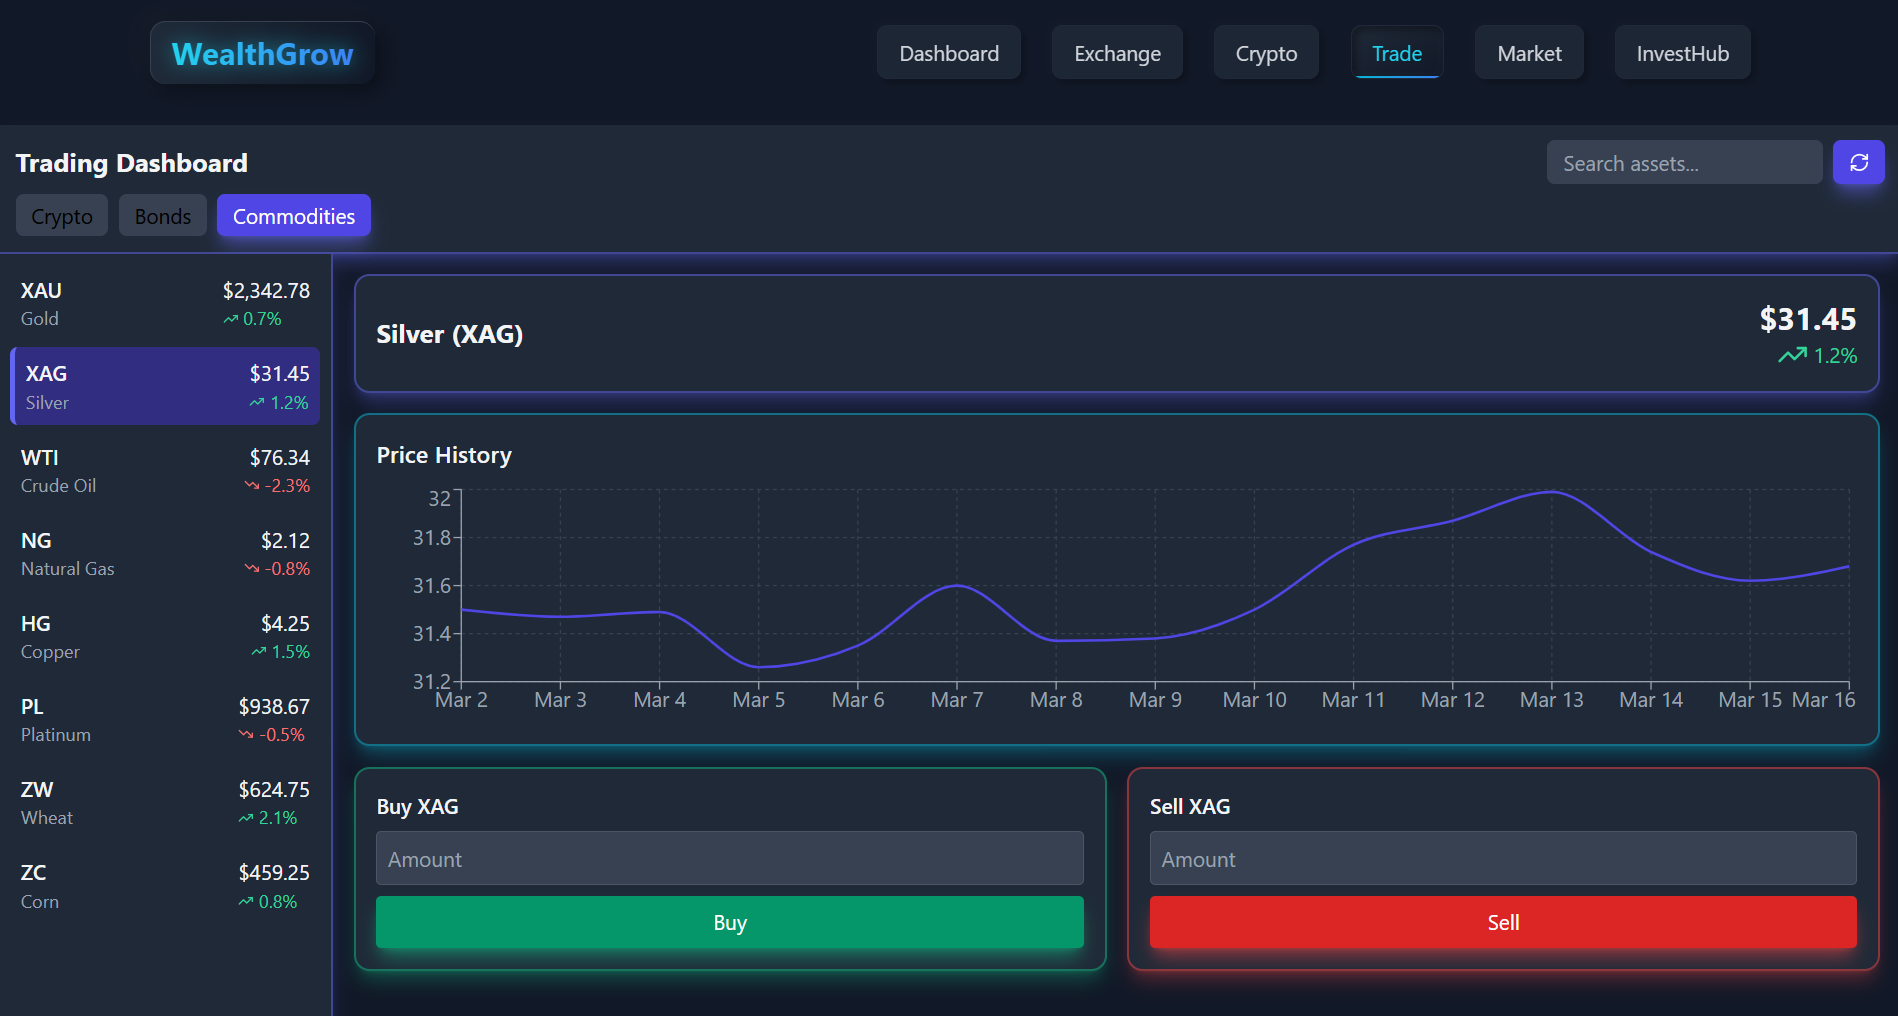 WealthGrow
Dashboard
Exchange
Crypto
Trade
Market
InvestHub
Trading Dashboard
Search assets...
Crypto
Bonds
Commodities
XAU $2,342.78
Gold 0.7%
XAG $31.45
Silver 1.2%
WTI $76.34
Crude Oil -2.3%
NG $2.12
Natural Gas -0.8%
HG $4.25
Copper 1.5%
PL $938.67
Platinum -0.5%
ZW $624.75
Wheat 2.1%
ZC $459.25
Corn 0.8%
Silver (XAG)
$31.45
1.2%
Price History
32
31.8
31.6
31.4
31.2
Mar 2 Mar 3 Mar 4 Mar 5 Mar 6 Mar 7 Mar 8 Mar 9 Mar 10 Mar 11 Mar 12 Mar 13 Mar 14 Mar 15 Mar 16
Buy XAG
Amount
Buy
Sell XAG
Amount
Sell